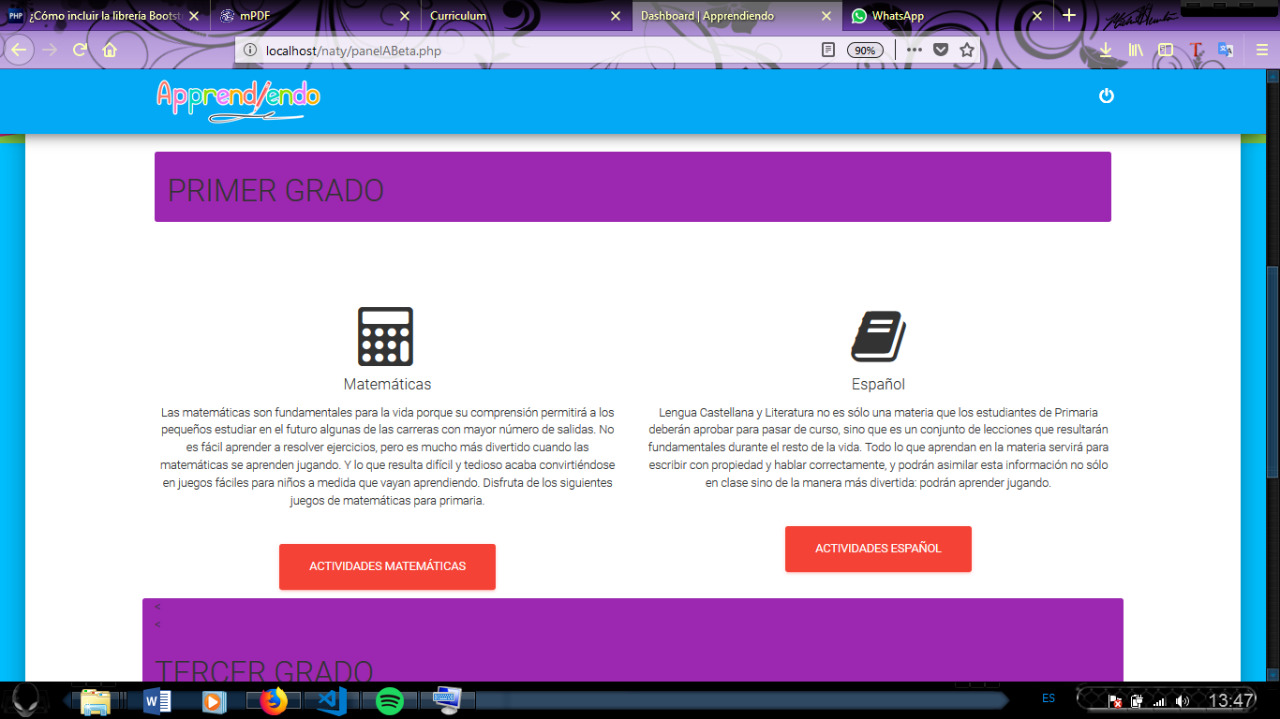 ¿Cómo incluir la librería Bootst
mPDF
Curriculum
Dashboard | Apprendiendo
WhatsApp
localhost/naty/panelABeta.php
90%
Apprend/endo
PRIMER GRADO
Matemáticas
Las matemáticas son fundamentales para la vida porque su comprensión permitirá a los
pequeños estudiar en el futuro algunas de las carreras con mayor número de salidas. No
es fácil aprender a resolver ejercicios, pero es mucho más divertido cuando las
matemáticas se aprenden jugando. Y lo que resulta difícil y tedioso acaba convirtiéndose
en juegos fáciles para niños a medida que vayan aprendiendo. Disfruta de los siguientes
juegos de matemáticas para primaria.
ACTIVIDADES MATEMÁTICAS
Español
Lengua Castellana y Literatura no es sólo una materia que los estudiantes de Primaria
deberán aprobar para pasar de curso, sino que es un conjunto de lecciones que resultarán
fundamentales durante el resto de la vida. Todo lo que aprendan en la materia servirá para
escribir con propiedad y hablar correctamente, y podrán asimilar esta información no sólo
en clase sino de la manera más divertida: podrán aprender jugando.
ACTIVIDADES ESPAÑOL
<
<
TERCER GRADO
ES
13:47